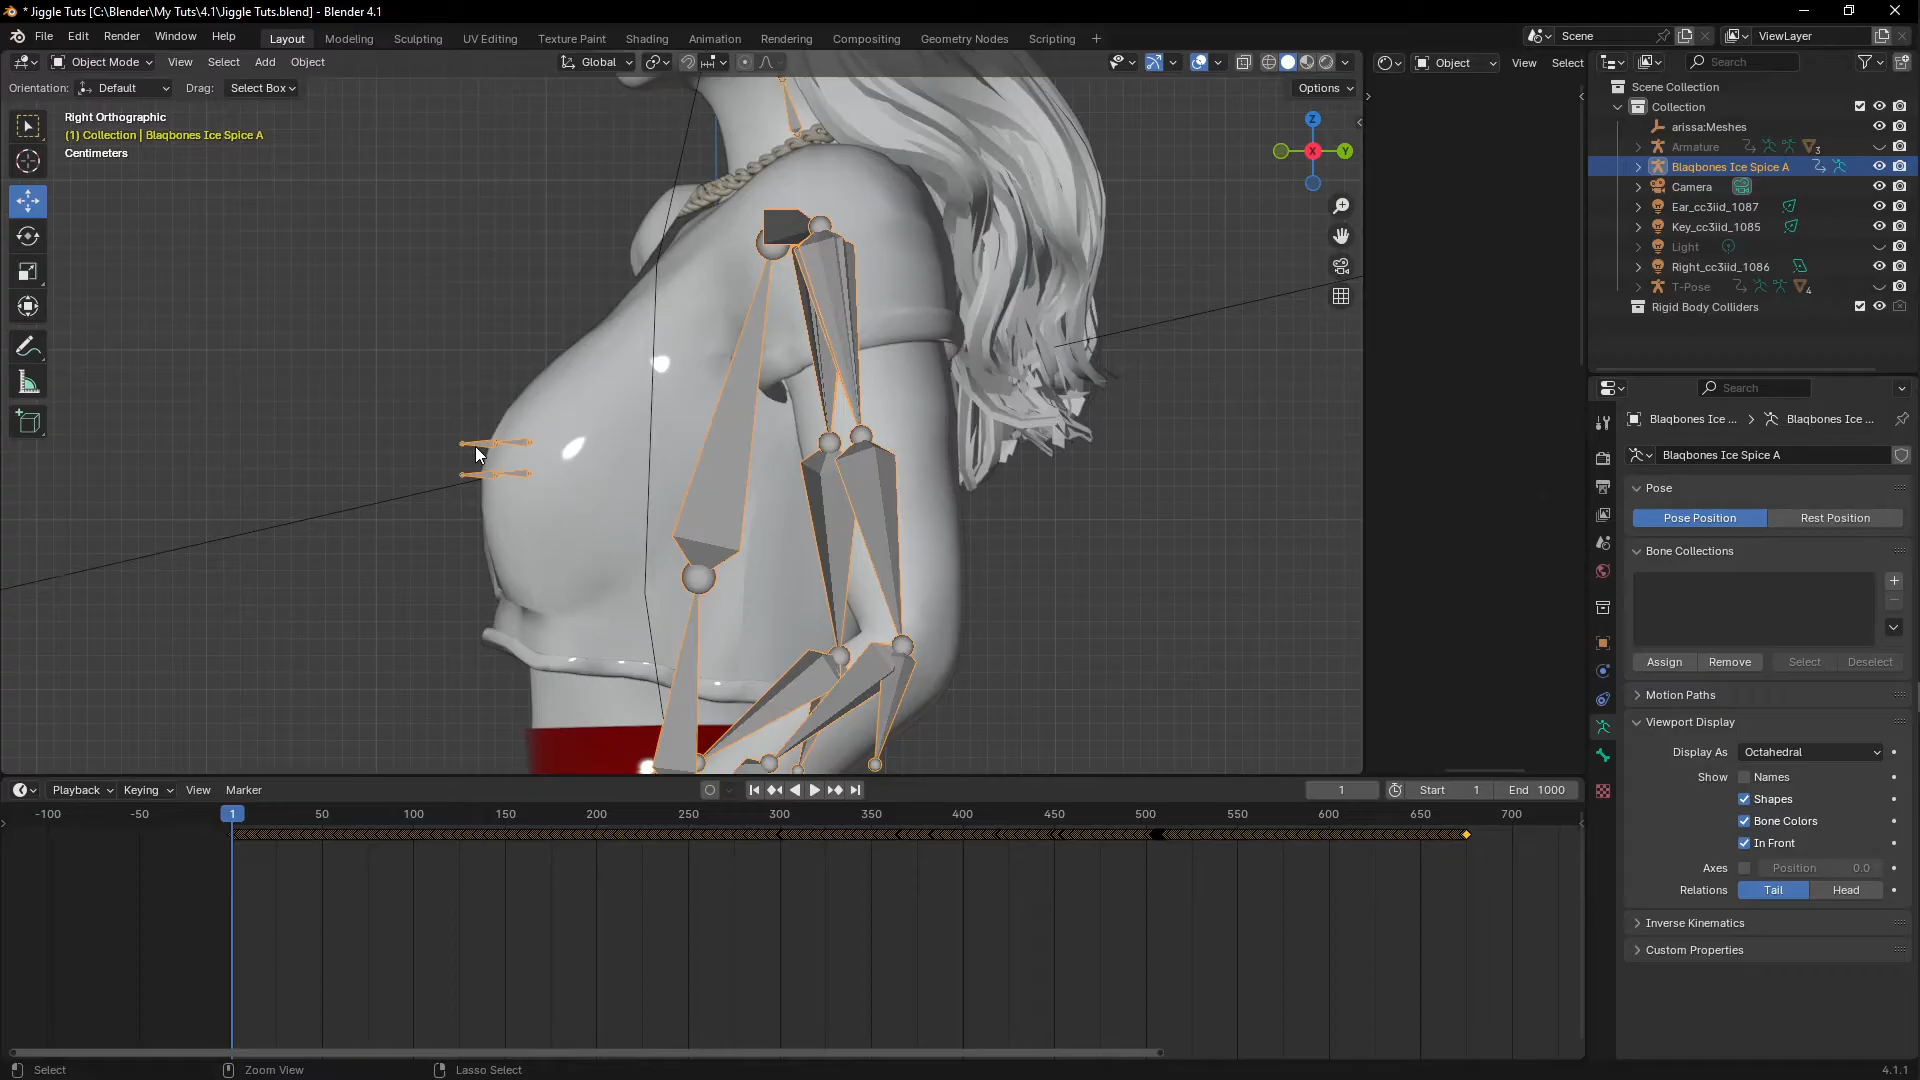 * Jiggle Tuts [C:\Blender\My Tuts\4.1\Jiggle Tuts.blend] - Blender 4.1
File Edit Render Window Help Layout Modeling Sculpting UV Editing Texture Paint Shading Animation Rendering Compositing Geometry Nodes Scripting Scene ViewLayer
Object Mode View Select Add Object Global Object View Select Search
Orientation: Default Drag: Select Box Options
Right Orthographic
(1) Collection | Blaqbones Ice Spice A
Centimeters
Z
X Y
Scene Collection
Collection
arissa:Meshes
Armature 3
Blaqbones Ice Spice A
Camera
Ear_cc3iid_1087
Key_cc3iid_1085
Light
Right_cc3iid_1086
T-Pose 4
Rigid Body Colliders
Search
Blaqbones Ice ... Blaqbones Ice ...
Blaqbones Ice Spice A
Pose
Pose Position Rest Position
Bone Collections
Assign Remove Select Deselect
Motion Paths
Viewport Display
Display As Octahedral
Show Names
Shapes
Bone Colors
In Front
Axes Position 0.0
Relations Tail Head
Inverse Kinematics
Custom Properties
Playback Keying View Marker 1 Start 1 End 1000
-100 -50 1 50 100 150 200 250 300 350 400 450 500 550 600 650 700
Select Zoom View Lasso Select 4.1.1